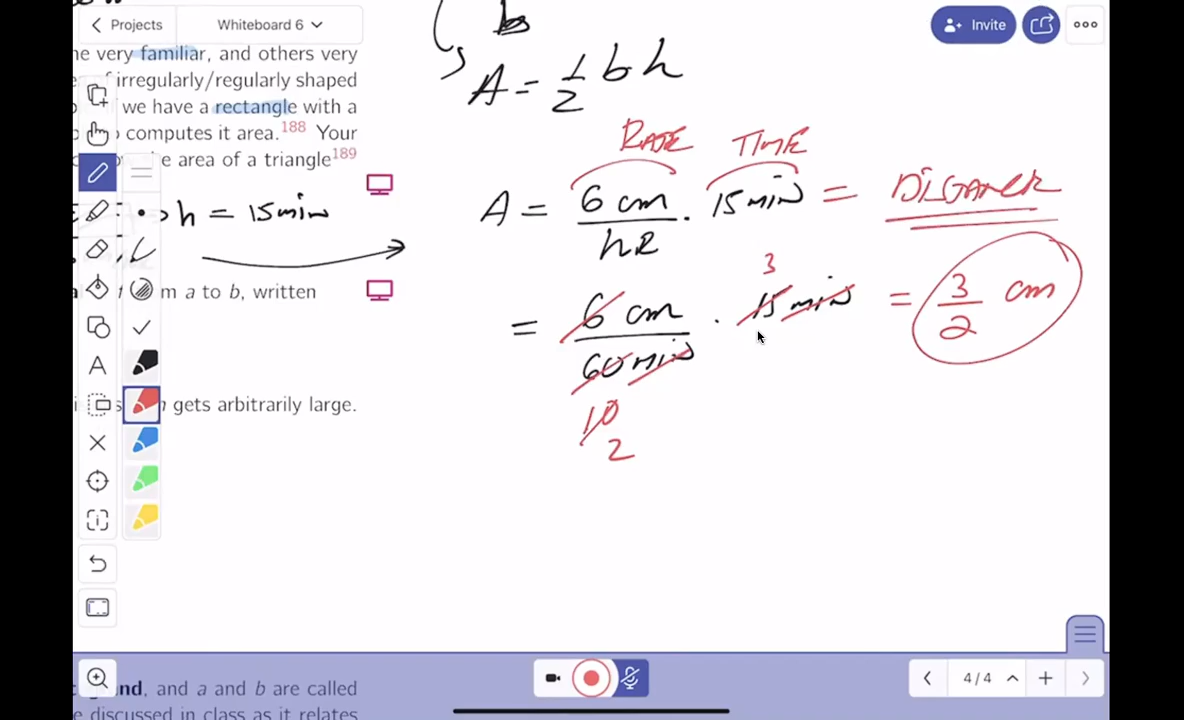 Projects
Whiteboard 6
Invite
b
A = 1/2 b h
ne very familiar, and others very
irregularly/regularly shaped
we have a rectangle with a
computes it area.188 Your
e area of a triangle189
h = 15 min
m a to b, written
gets arbitrarily large.
RATE TIME
A = 6 cm/hR · 15 min = DISTANCE
3
= 6 cm/60 min · 15 min = 3/2 cm
10
2
A
4/4
and, and a and b are called
e discussed in class as it relates